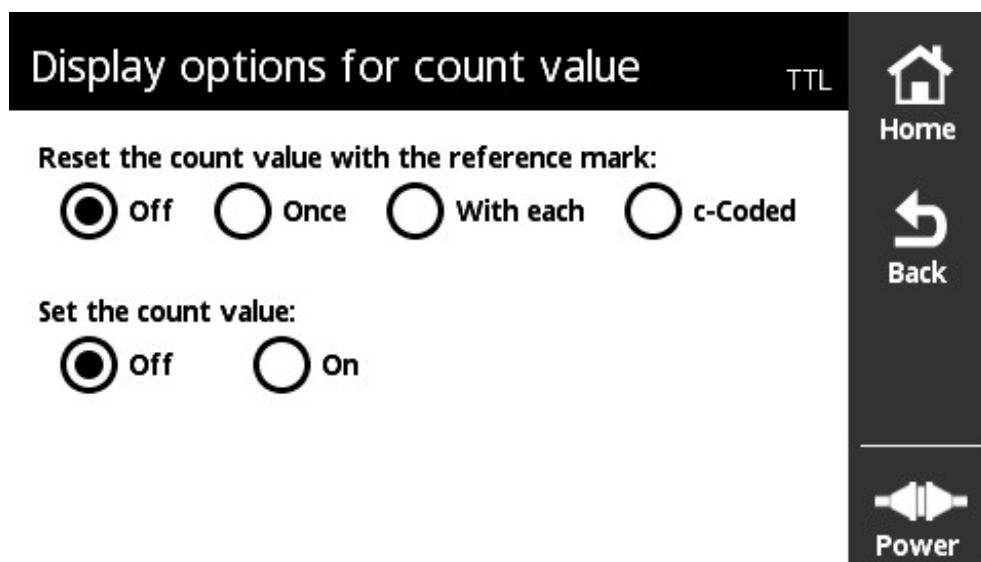 Display options for count value TTL
Reset the count value with the reference mark:
Off Once With each c-Coded
Set the count value:
Off On
Home
Back
Power